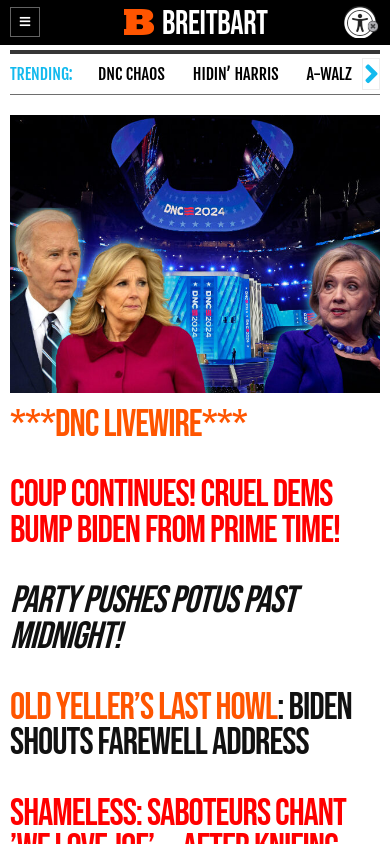 B BREITBART
TRENDING: DNC CHAOS HIDIN’ HARRIS A-WALZ
DNC 2024
DNC 2024
DNC 2024
***DNC LIVEWIRE***
COUP CONTINUES! CRUEL DEMS
BUMP BIDEN FROM PRIME TIME!
PARTY PUSHES POTUS PAST
MIDNIGHT!
OLD YELLER’S LAST HOWL: BIDEN
SHOUTS FAREWELL ADDRESS
SHAMELESS: SABOTEURS CHANT
’WE LOVE JOE’... AFTER KNIFING